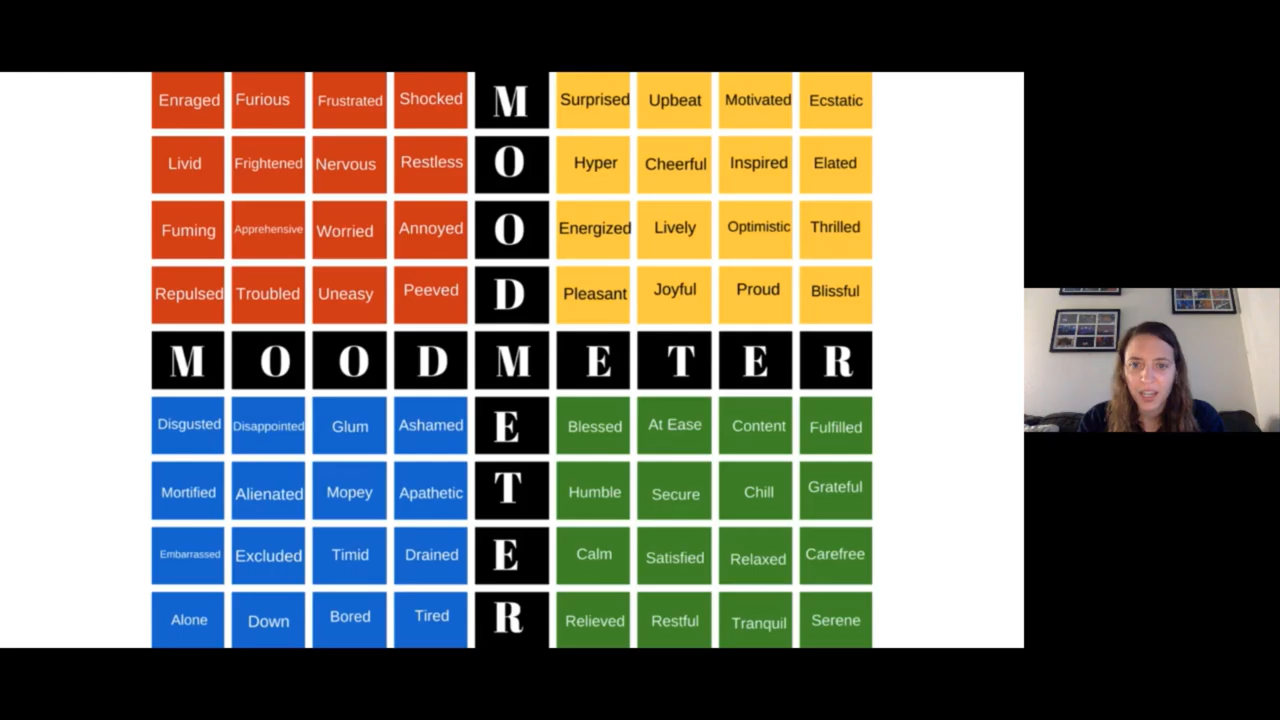 Enraged Furious Frustrated Shocked M Surprised Upbeat Motivated Ecstatic
Livid Frightened Nervous Restless O Hyper Cheerful Inspired Elated
Fuming Apprehensive Worried Annoyed O Energized Lively Optimistic Thrilled
Repulsed Troubled Uneasy Peeved D Pleasant Joyful Proud Blissful
M O O D M E T E R
Disgusted Disappointed Glum Ashamed E Blessed At Ease Content Fulfilled
Mortified Alienated Mopey Apathetic T Humble Secure Chill Grateful
Embarrassed Excluded Timid Drained E Calm Satisfied Relaxed Carefree
Alone Down Bored Tired R Relieved Restful Tranquil Serene